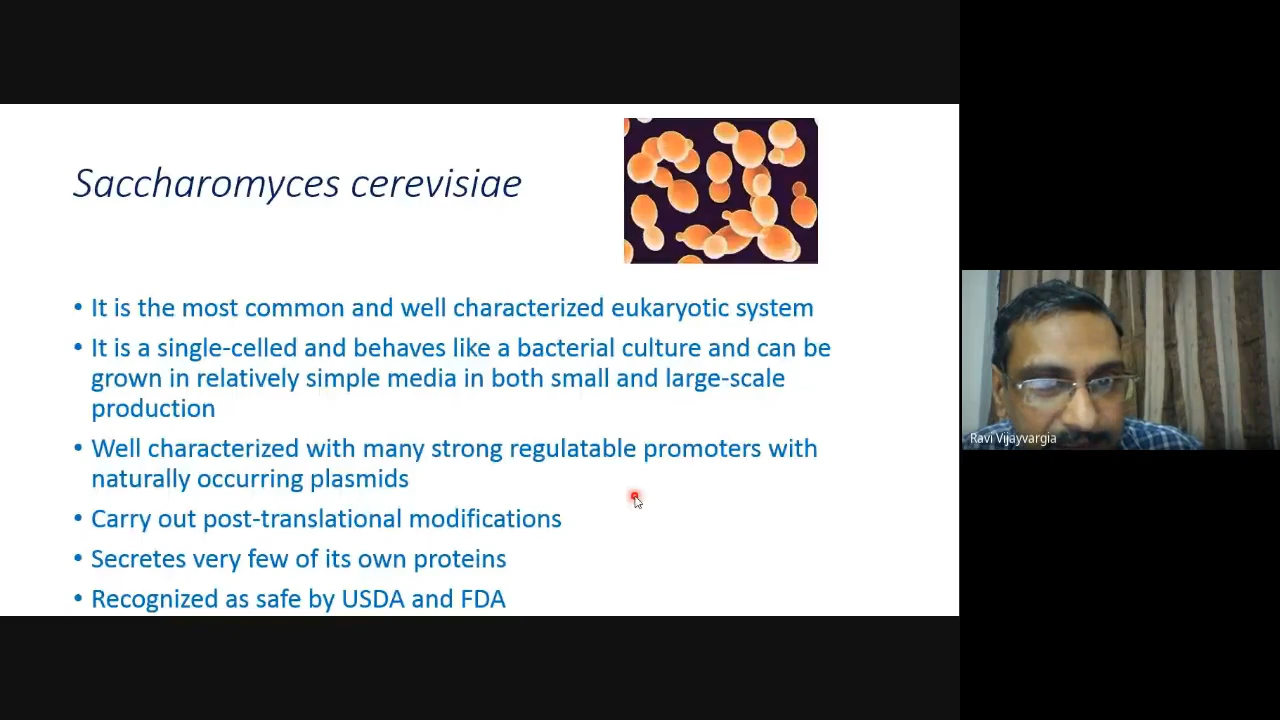 Saccharomyces cerevisiae
• It is the most common and well characterized eukaryotic system
• It is a single-celled and behaves like a bacterial culture and can be
grown in relatively simple media in both small and large-scale
production
• Well characterized with many strong regulatable promoters with
naturally occurring plasmids
• Carry out post-translational modifications
• Secretes very few of its own proteins
• Recognized as safe by USDA and FDA
Ravi Vijayvargia